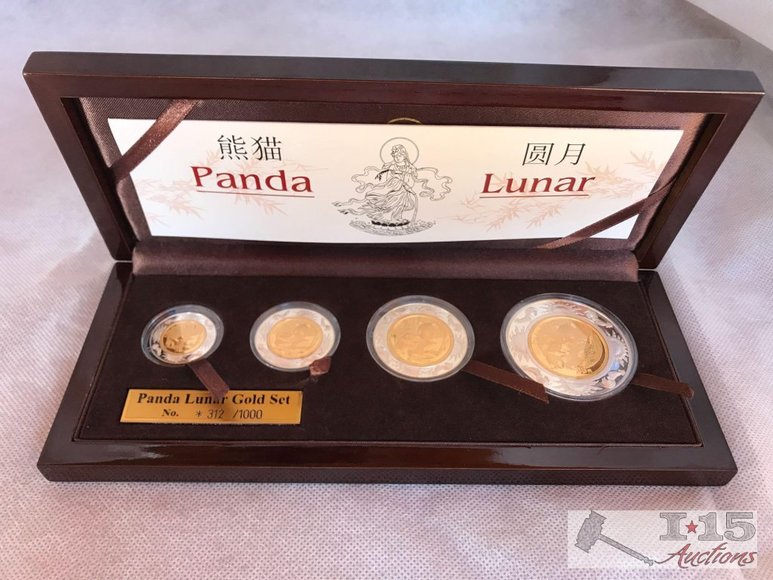 熊猫 圆月
Panda Lunar
Panda Lunar Gold Set
No. * 312 /1000
I★15
Auctions